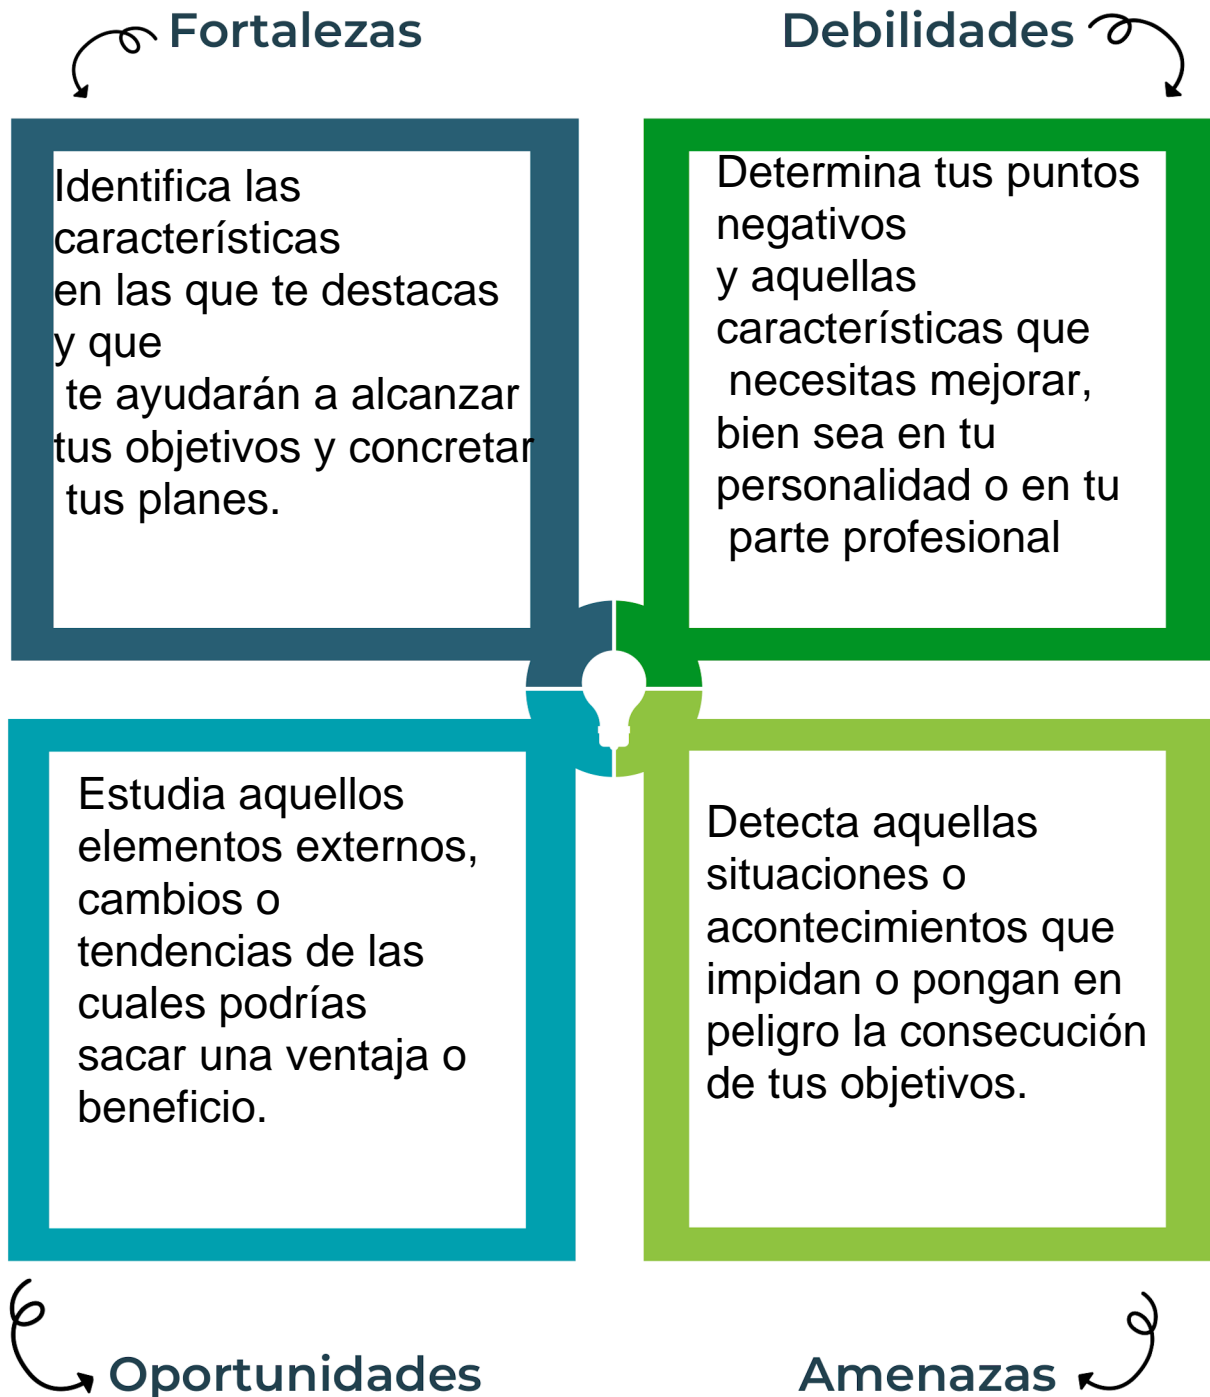 Fortalezas
Identifica las
características
en las que te destacas
y que
te ayudarán a alcanzar
tus objetivos y concretar
tus planes.
Debilidades
Determina tus puntos
negativos
y aquellas
características que
necesitas mejorar,
bien sea en tu
personalidad o en tu
parte profesional
Estudia aquellos
elementos externos,
cambios o
tendencias de las
cuales podrías
sacar una ventaja o
beneficio.
Oportunidades
Detecta aquellas
situaciones o
acontecimientos que
impidan o pongan en
peligro la consecución
de tus objetivos.
Amenazas